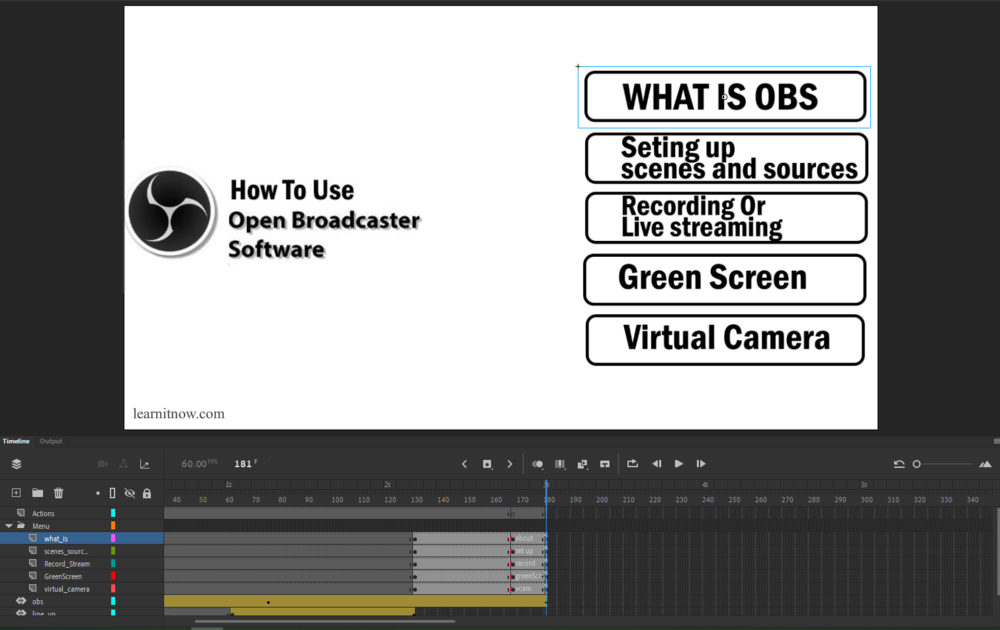 WHAT IS OBS
Seting up
scenes and sources
Recording Or
Live streaming
Green Screen
Virtual Camera
How To Use
Open Broadcaster
Software
learnitnow.com
Timeline Output
60.00 FPS 181 F
1s 2s 4s 5s
40 50 60 70 80 90 100 110 120 130 140 150 160 170 180 190 200 210 220 230 240 250 260 270 280 290 300 310 320 330 340
Actions
Menu
what_is about
scenes_sourc... set up
Record_Stream record
GreenScreen greenScr
virtual_camera vcam
obs
line_up